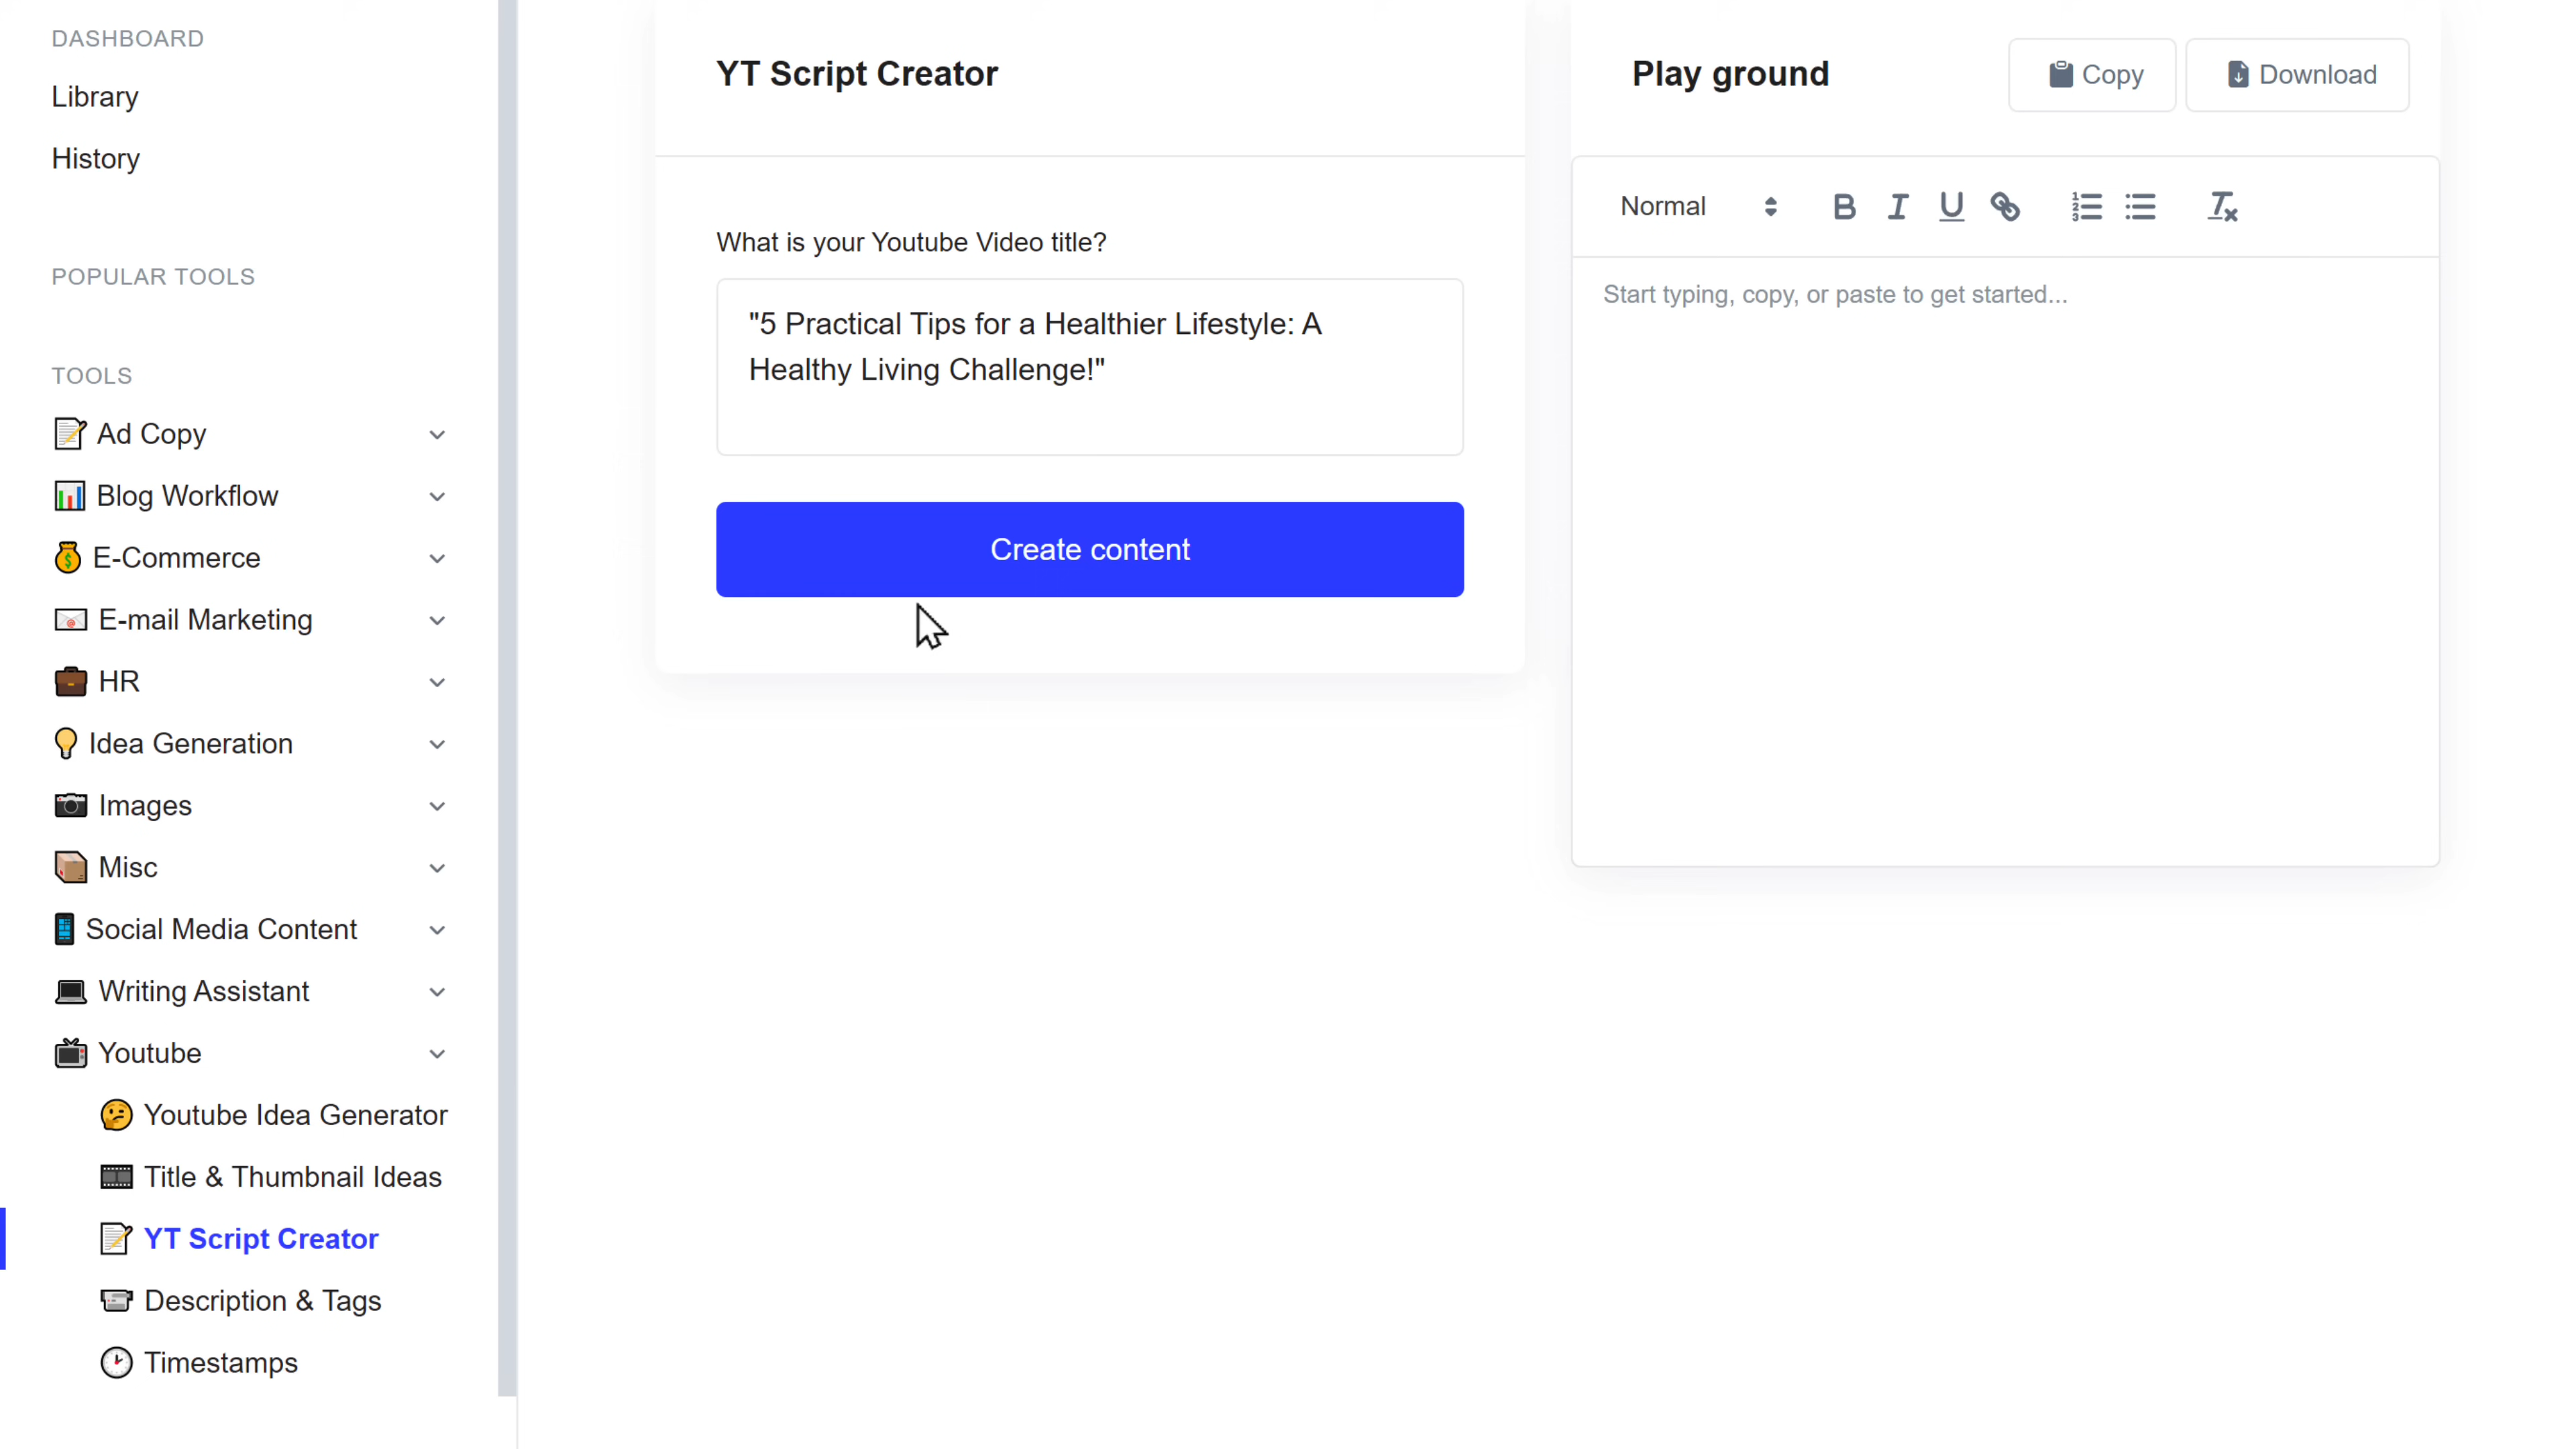 DASHBOARD
Library
History
POPULAR TOOLS
TOOLS
Ad Copy
Blog Workflow
E-Commerce
E-mail Marketing
HR
Idea Generation
Images
Misc
Social Media Content
Writing Assistant
Youtube
Youtube Idea Generator
Title & Thumbnail Ideas
YT Script Creator
Description & Tags
Timestamps
YT Script Creator
What is your Youtube Video title?
"5 Practical Tips for a Healthier Lifestyle: A
Healthy Living Challenge!"
Create content
Play ground
Copy
Download
Normal
Start typing, copy, or paste to get started...